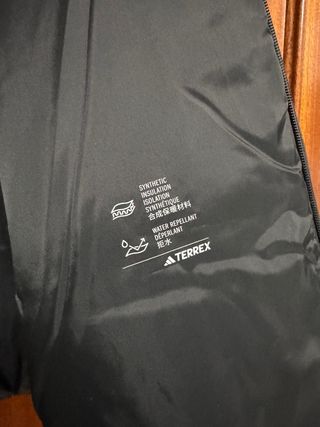 SYNTHETIC
INSULATION
ISOLATION
SYNTHÉTIQUE
合成保暖材料
WATER REPELLANT
DÉPERLANT
拒水
TERREX